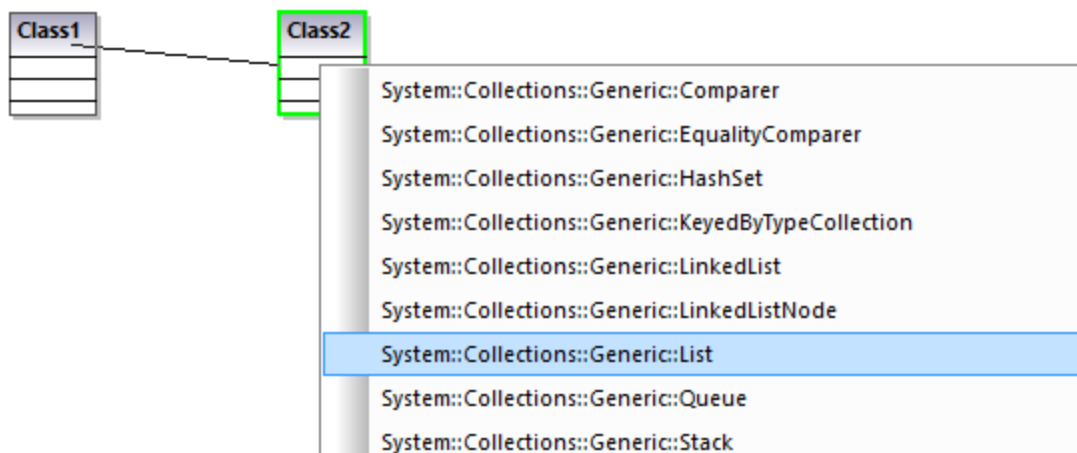 Class1
Class2
System::Collections::Generic::Comparer
System::Collections::Generic::EqualityComparer
System::Collections::Generic::HashSet
System::Collections::Generic::KeyedByTypeCollection
System::Collections::Generic::LinkedList
System::Collections::Generic::LinkedListNode
System::Collections::Generic::List
System::Collections::Generic::Queue
System::Collections::Generic::Stack